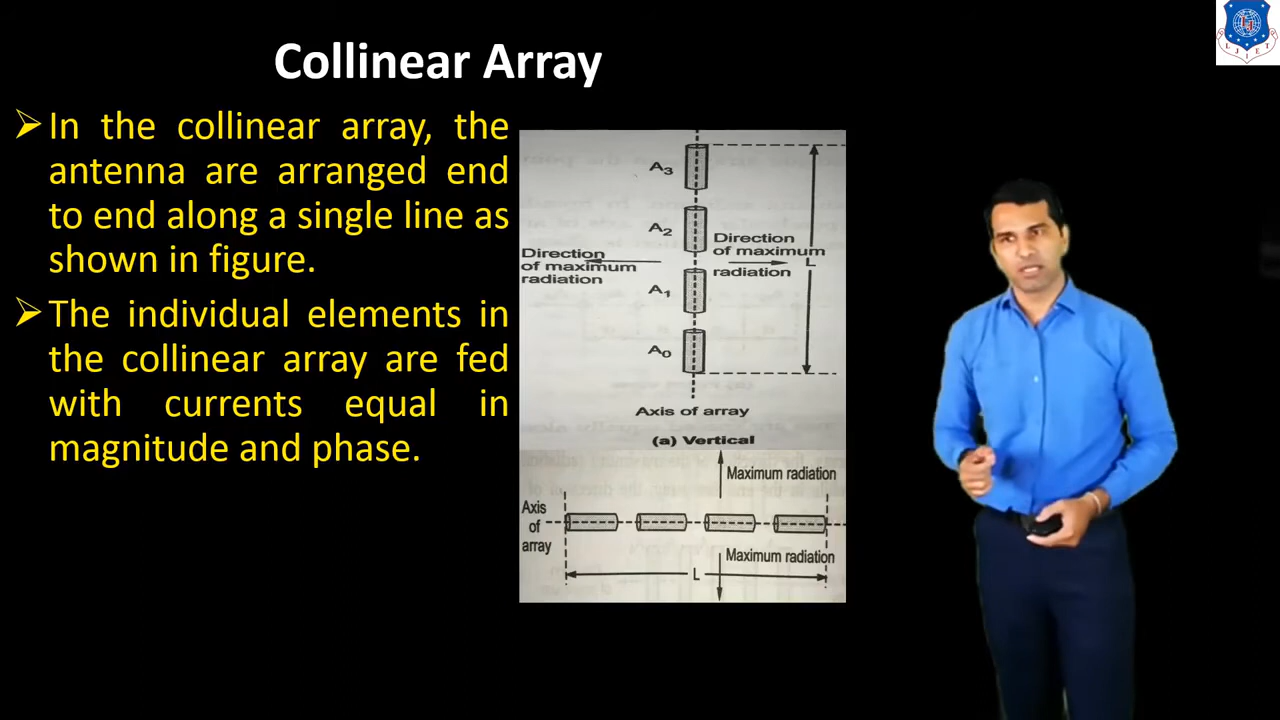 Collinear Array
➢In the collinear array, the
antenna are arranged end
to end along a single line as
shown in figure.
➢The individual elements in
the collinear array are fed
with currents equal in
magnitude and phase.
A3
A2
Direction
of maximum
radiation
Direction
of maximum
radiation
L
A1
A0
Axis of array
(a) Vertical
Maximum radiation
Axis
of
array
Maximum radiation
L
LJIET